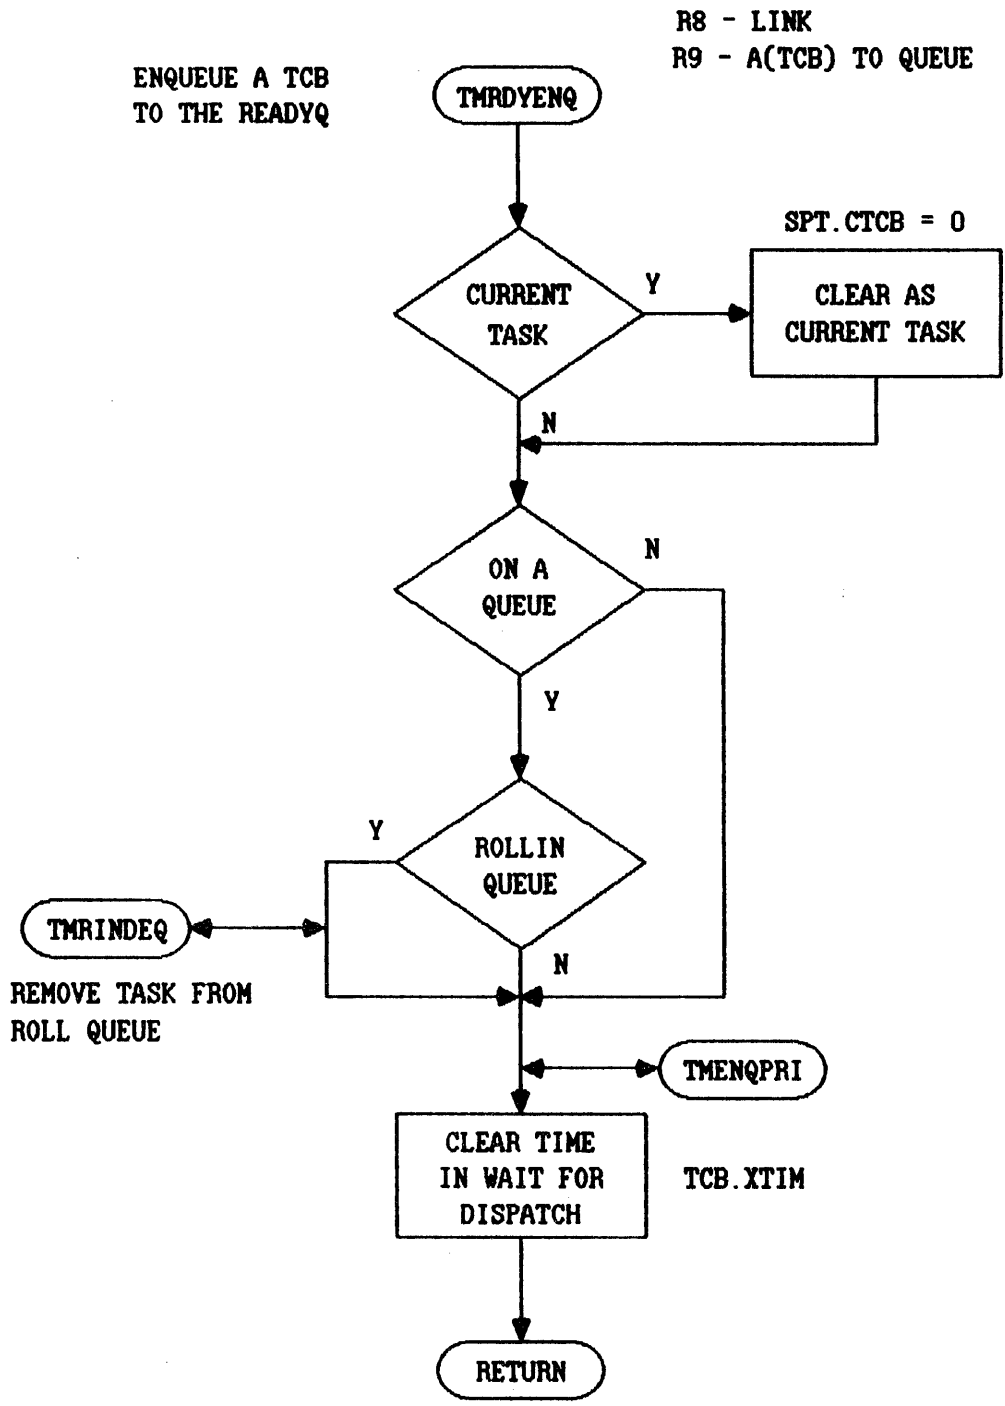 R8 - LINK
R9 - A(TCB) TO QUEUE
ENQUEUE A TCB
TO THE READYQ
TMRDYENQ
SPT.CTCB = 0
CURRENT
TASK
Y
CLEAR AS
CURRENT TASK
N
ON A
QUEUE
N
Y
ROLLIN
QUEUE
Y
TMRINDEQ
REMOVE TASK FROM
ROLL QUEUE
N
TMENQPRI
CLEAR TIME
IN WAIT FOR
DISPATCH
TCB.XTIM
RETURN